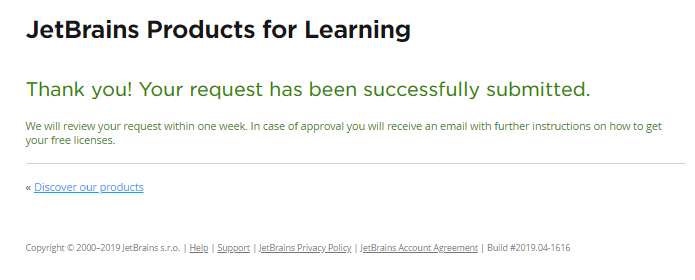 JetBrains Products for Learning
Thank you! Your request has been successfully submitted.
We will review your request within one week. In case of approval you will receive an email with further instructions on how to get
your free licenses.
« Discover our products
Copyright © 2000–2019 JetBrains s.r.o. | Help | Support | JetBrains Privacy Policy | JetBrains Account Agreement | Build #2019.04-1616